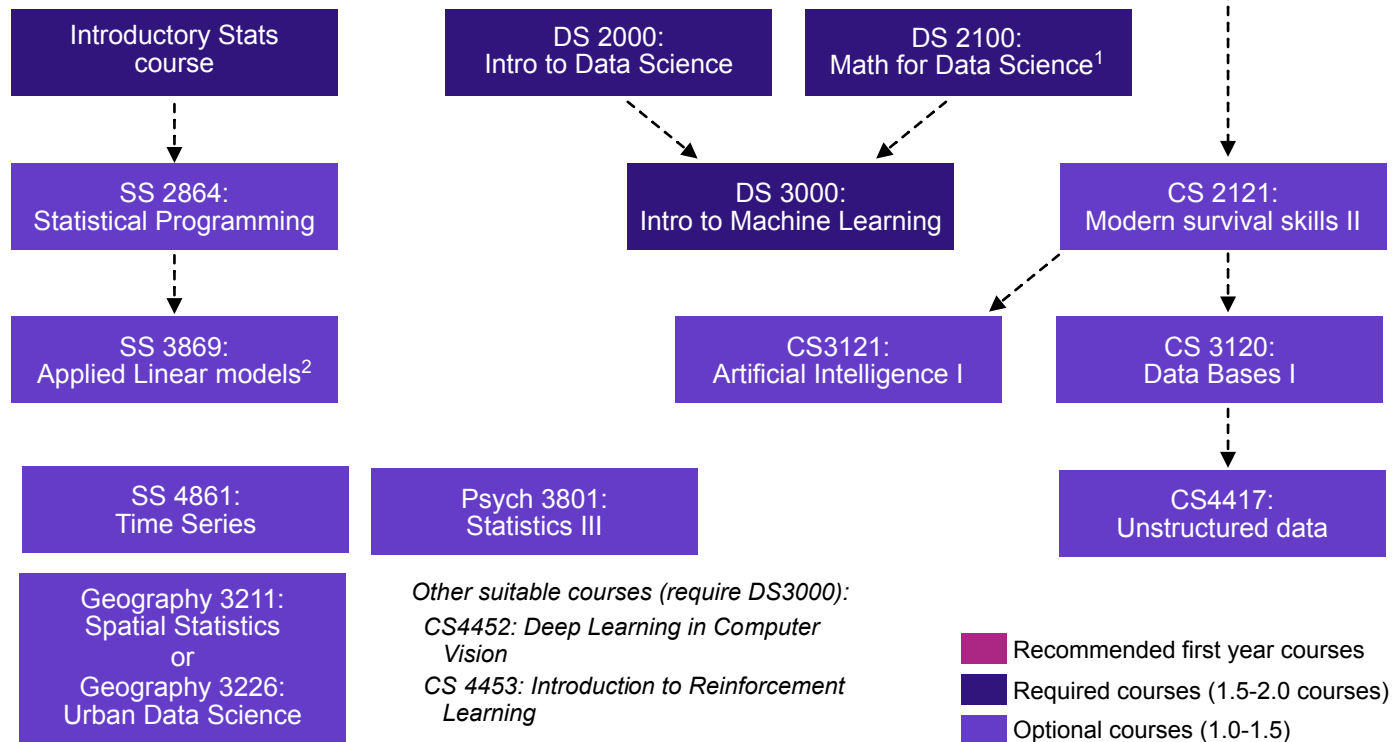 Introductory Stats
course
DS 2000:
Intro to Data Science
DS 2100:
Math for Data Science¹
SS 2864:
Statistical Programming
DS 3000:
Intro to Machine Learning
CS 2121:
Modern survival skills II
SS 3869:
Applied Linear models²
CS3121:
Artificial Intelligence I
CS 3120:
Data Bases I
SS 4861:
Time Series
Psych 3801:
Statistics III
CS4417:
Unstructured data
Geography 3211:
Spatial Statistics
or
Geography 3226:
Urban Data Science
Other suitable courses (require DS3000):
CS4452: Deep Learning in Computer
Vision
CS 4453: Introduction to Reinforcement
Learning
Recommended first year courses
Required courses (1.5-2.0 courses)
Optional courses (1.0-1.5)